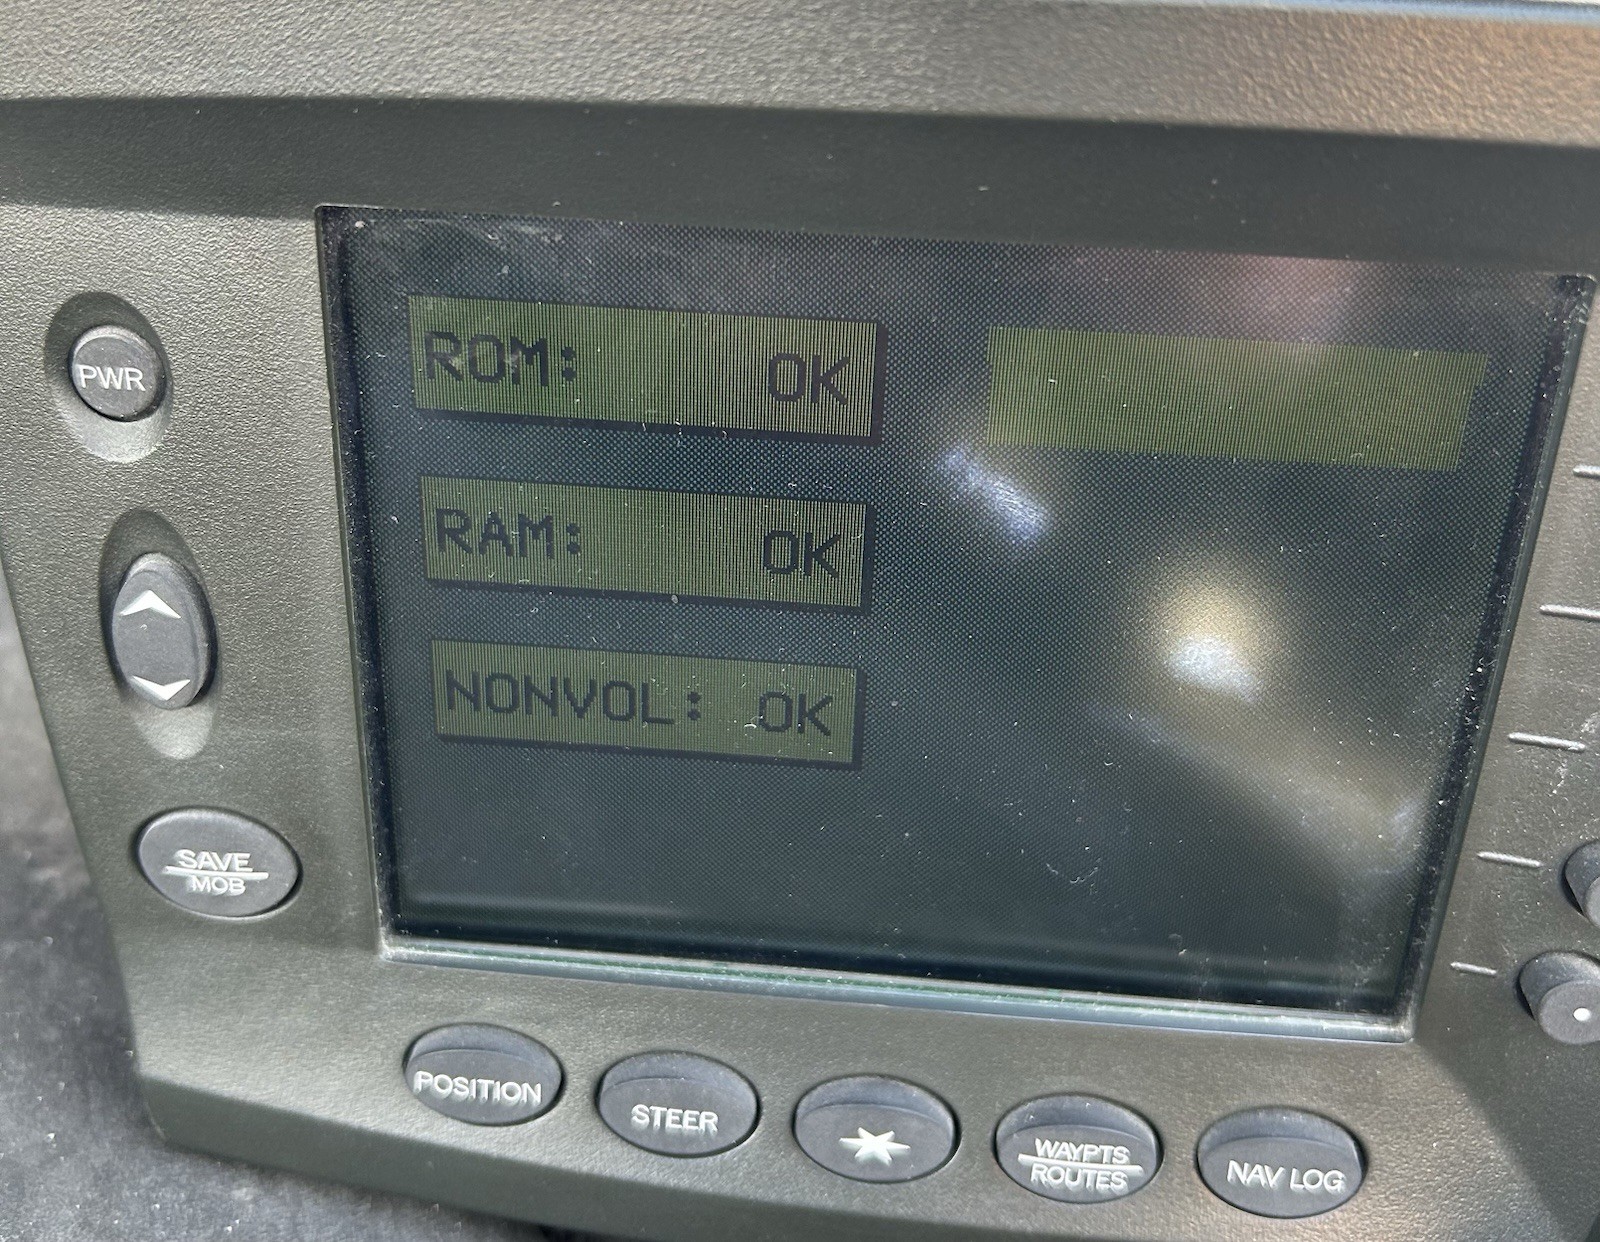 PWR
ROM: OK
RAM: OK
NONVOL: OK
SAVE
MOB
POSITION
STEER
WAYPTS
ROUTES
NAV LOG